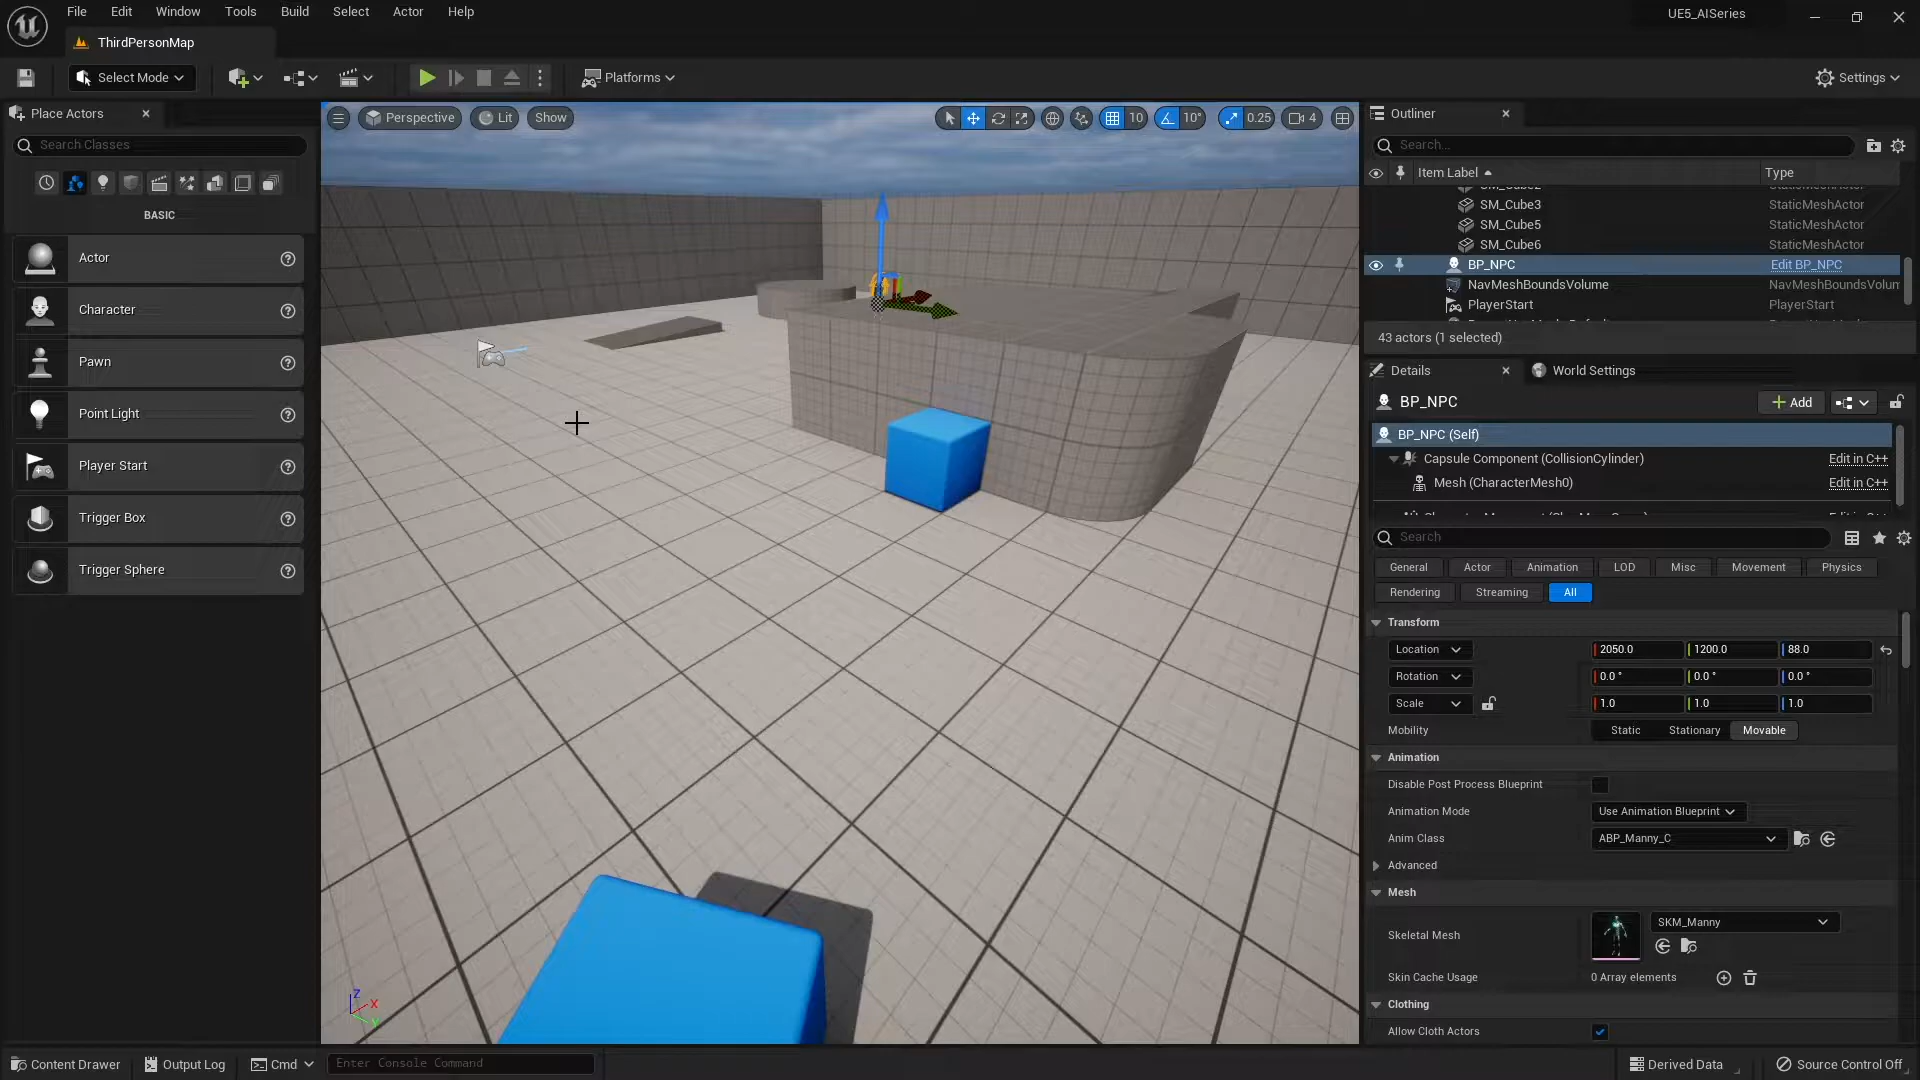 File Edit Window Tools Build Select Actor Help
UE5_AISeries
ThirdPersonMap
Select Mode
Platforms
Settings
Place Actors
Search Classes
BASIC
Actor
Character
Pawn
Point Light
Player Start
Trigger Box
Trigger Sphere
Perspective Lit Show
10 10° 0.25 4
Outliner
Search...
Item Label Type
SM_Cube2 StaticMeshActor
SM_Cube3 StaticMeshActor
SM_Cube5 StaticMeshActor
SM_Cube6 StaticMeshActor
BP_NPC Edit BP_NPC
NavMeshBoundsVolume NavMeshBoundsVolum
PlayerStart PlayerStart
43 actors (1 selected)
Details World Settings
BP_NPC Add
BP_NPC (Self)
Capsule Component (CollisionCylinder) Edit in C++
Mesh (CharacterMesh0) Edit in C++
Search
General Actor Animation LOD Misc Movement Physics
Rendering Streaming All
Transform
Location 2050.0 1200.0 88.0
Rotation 0.0 ° 0.0 ° 0.0 °
Scale 1.0 1.0 1.0
Mobility Static Stationary Movable
Animation
Disable Post Process Blueprint
Animation Mode Use Animation Blueprint
Anim Class ABP_Manny_C
Advanced
Mesh
Skeletal Mesh SKM_Manny
Skin Cache Usage 0 Array elements
Clothing
Allow Cloth Actors
Z X Y
Content Drawer Output Log Cmd Enter Console Command Derived Data Source Control Off